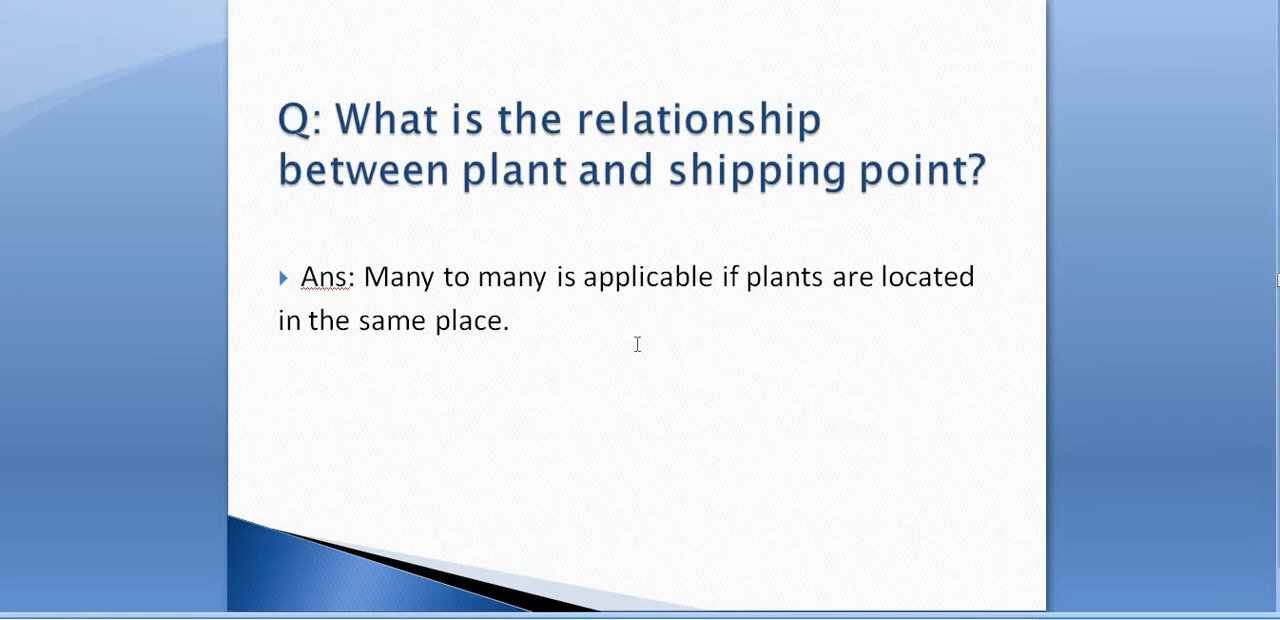 Q: What is the relationship
between plant and shipping point?
Ans: Many to many is applicable if plants are located
in the same place.